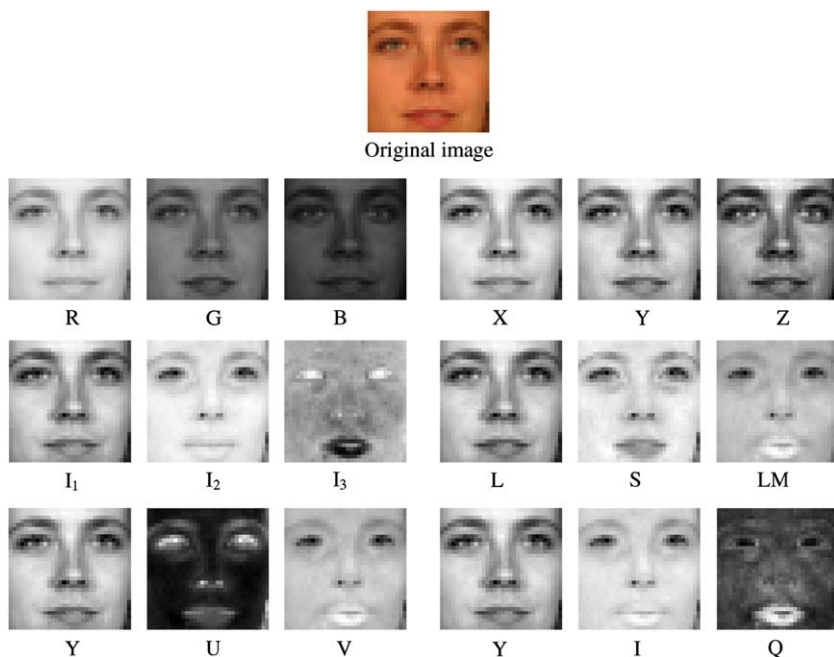 Original image
R G B X Y Z
I₁ I₂ I₃ L S LM
Y U V Y I Q